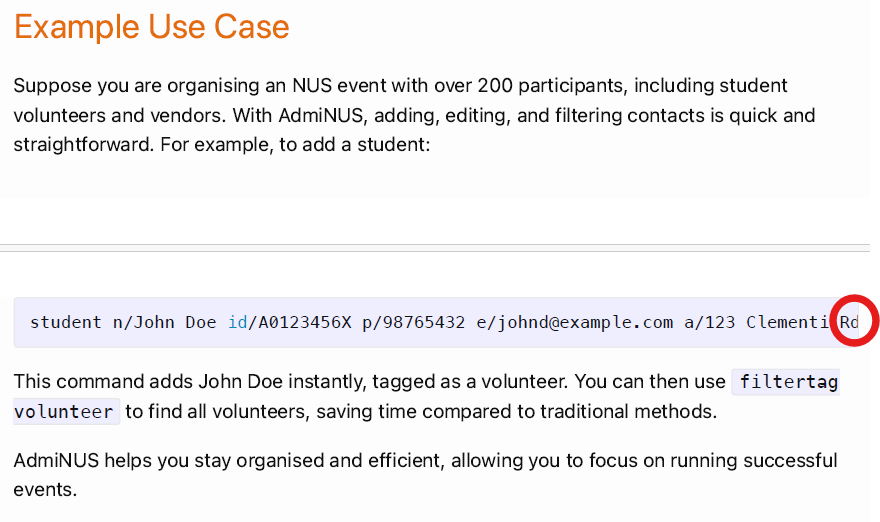 Example Use Case
Suppose you are organising an NUS event with over 200 participants, including student
volunteers and vendors. With AdmiNUS, adding, editing, and filtering contacts is quick and
straightforward. For example, to add a student:
student n/John Doe id/A0123456X p/98765432 e/johnd@example.com a/123 Clementi Rd
This command adds John Doe instantly, tagged as a volunteer. You can then use filtertag
volunteer to find all volunteers, saving time compared to traditional methods.
AdmiNUS helps you stay organised and efficient, allowing you to focus on running successful
events.